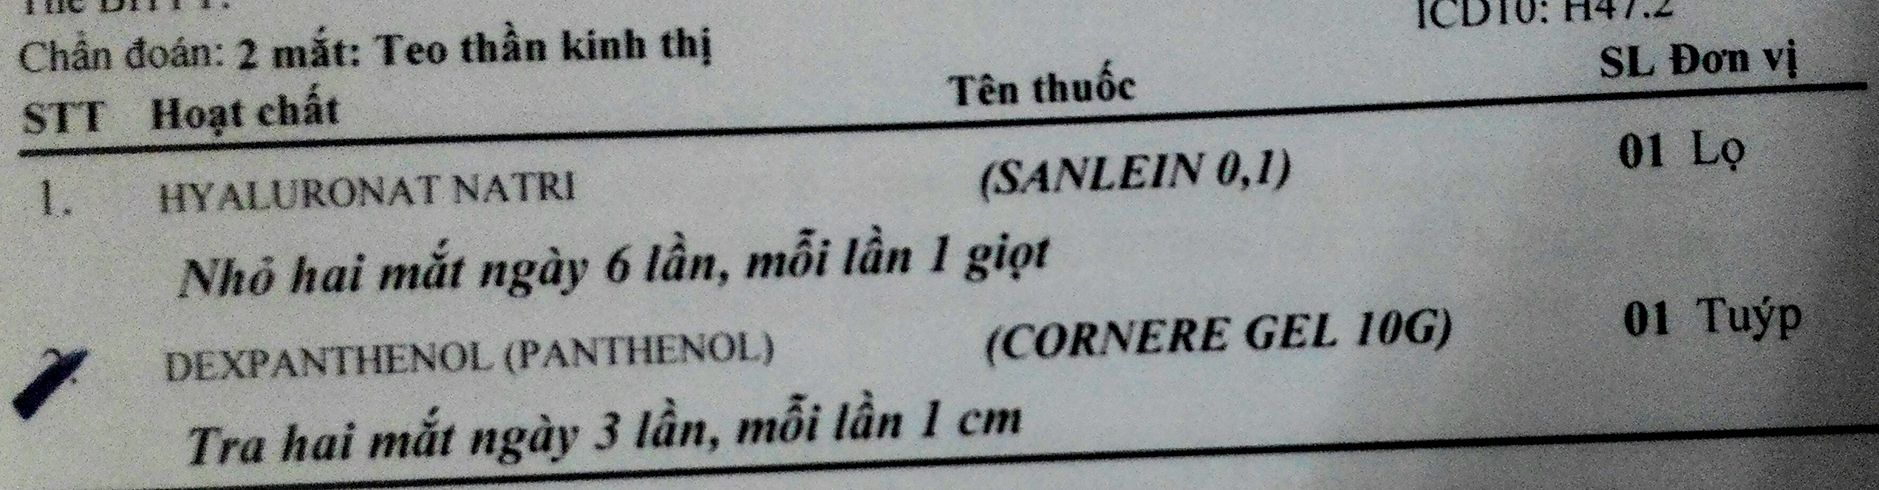 ICD10: H47.2
Chẩn đoán: 2 mắt: Teo thần kinh thị
STT Hoạt chất Tên thuốc SL Đơn vị
1. HYALURONAT NATRI (SANLEIN 0,1) 01 Lọ
Nhỏ hai mắt ngày 6 lần, mỗi lần 1 giọt
DEXPANTHENOL (PANTHENOL) (CORNERE GEL 10G) 01 Tuýp
Tra hai mắt ngày 3 lần, mỗi lần 1 cm